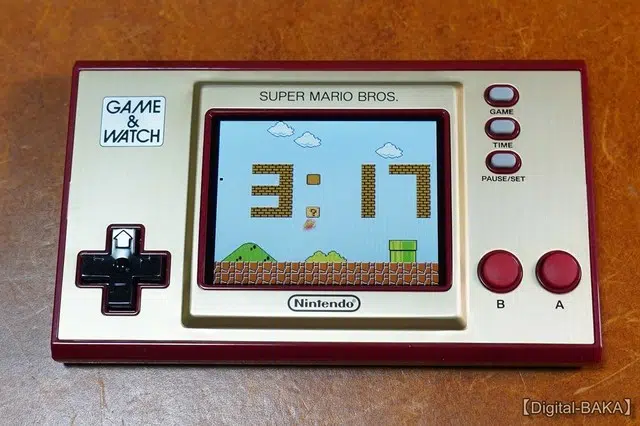 GAME
&
WATCH
SUPER MARIO BROS.
GAME
TIME
PAUSE/SET
3:17
?
Nintendo
B
A
【Digital-BAKA】